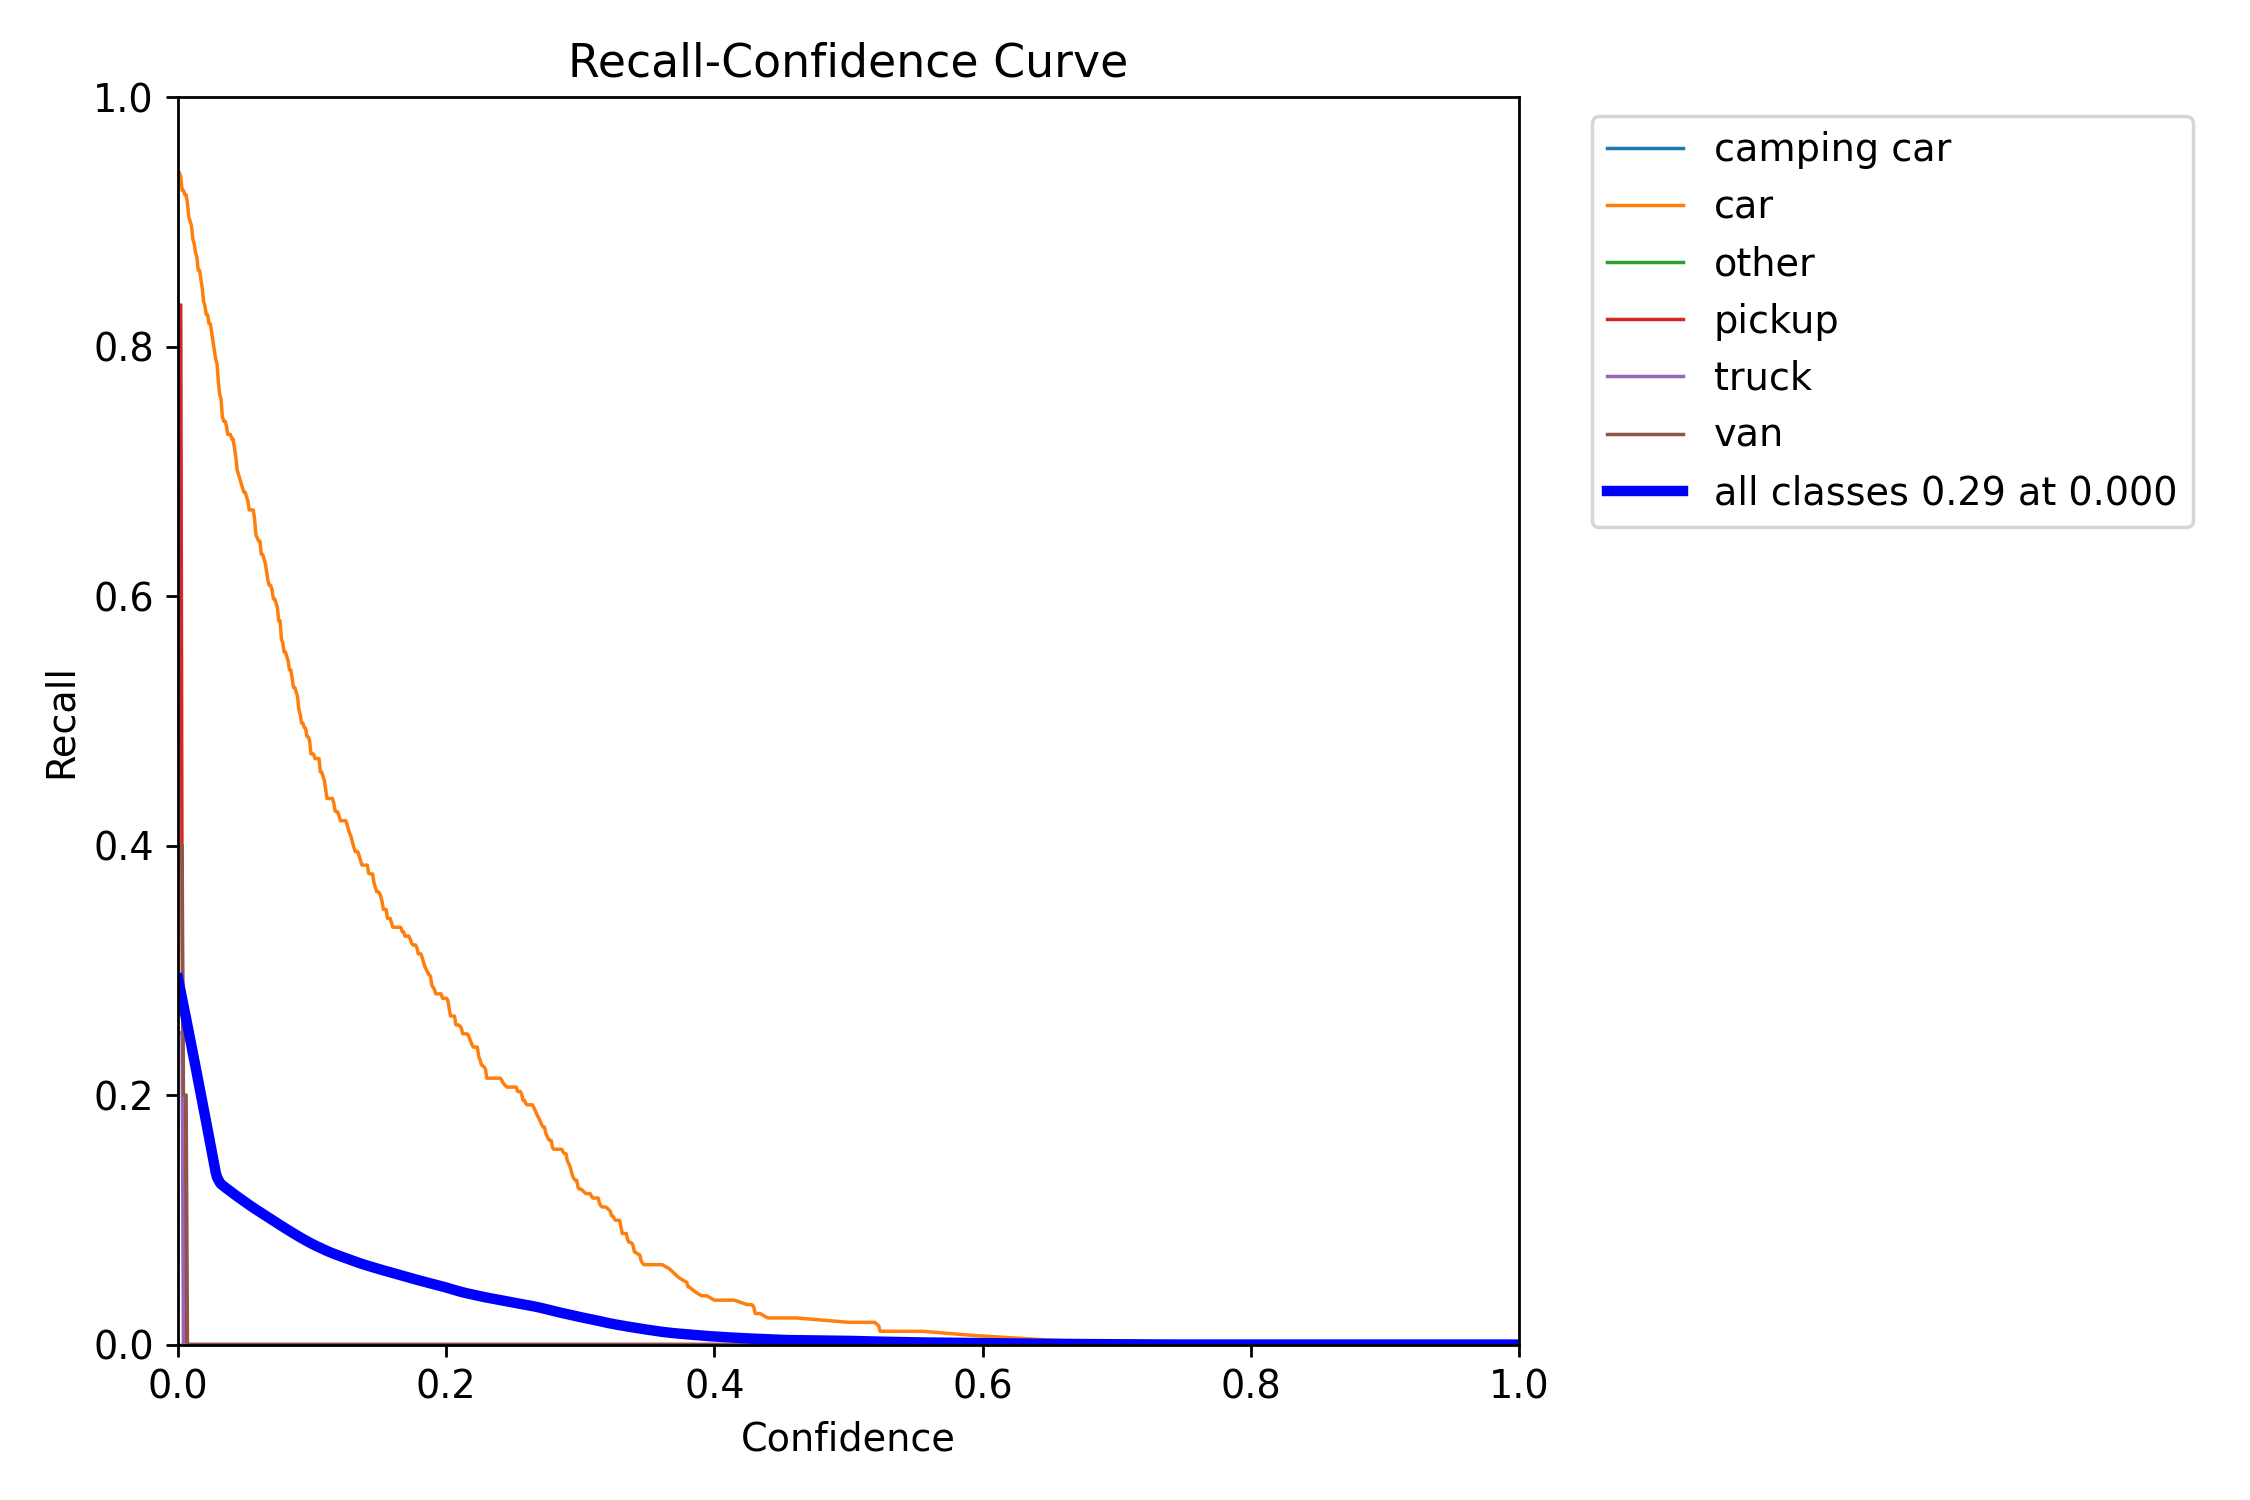 Recall-Confidence Curve
1.0
0.8
0.6
0.4
0.2
0.0
Recall
0.0 0.2 0.4 0.6 0.8 1.0
Confidence
camping car
car
other
pickup
truck
van
all classes 0.29 at 0.000